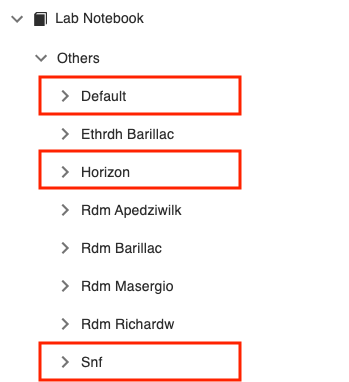 Lab Notebook
Others
Default
Ethrdh Barillac
Horizon
Rdm Apedziwilk
Rdm Barillac
Rdm Masergio
Rdm Richardw
Snf